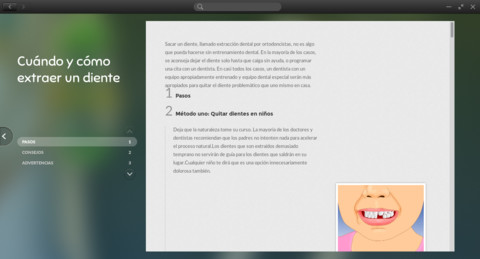 Cuándo y cómo
extraer un diente
PASOS 1
CONSEJOS 2
ADVERTENCIAS 3
Sacar un diente, llamado extracción dental por ortodoncistas, no es algo
que pueda hacerse sin entrenamiento dental. En la mayoría de los casos,
es aconseja dejar el diente solo hasta que caiga sin ayuda, o programar
una cita con un dentista. En casi todos los casos, un dentista con un
equipo apropiadamente entrenado y equipo dental especial serán más
apropiados para quitar el diente problemático que uno mismo en casa.
1 Pasos
2 Método uno: Quitar dientes en niños
Deja que la naturaleza tome su curso. La mayoría de los doctores y
dentistas recomiendan que los padres no intenten nada para acelerar
el proceso natural. Los dientes que son extraídos demasiado
temprano no servirán de guía para los dientes que saldrán en su
lugar.Cualquier niño te dirá que es una opción innecesariamente
dolorosa también.